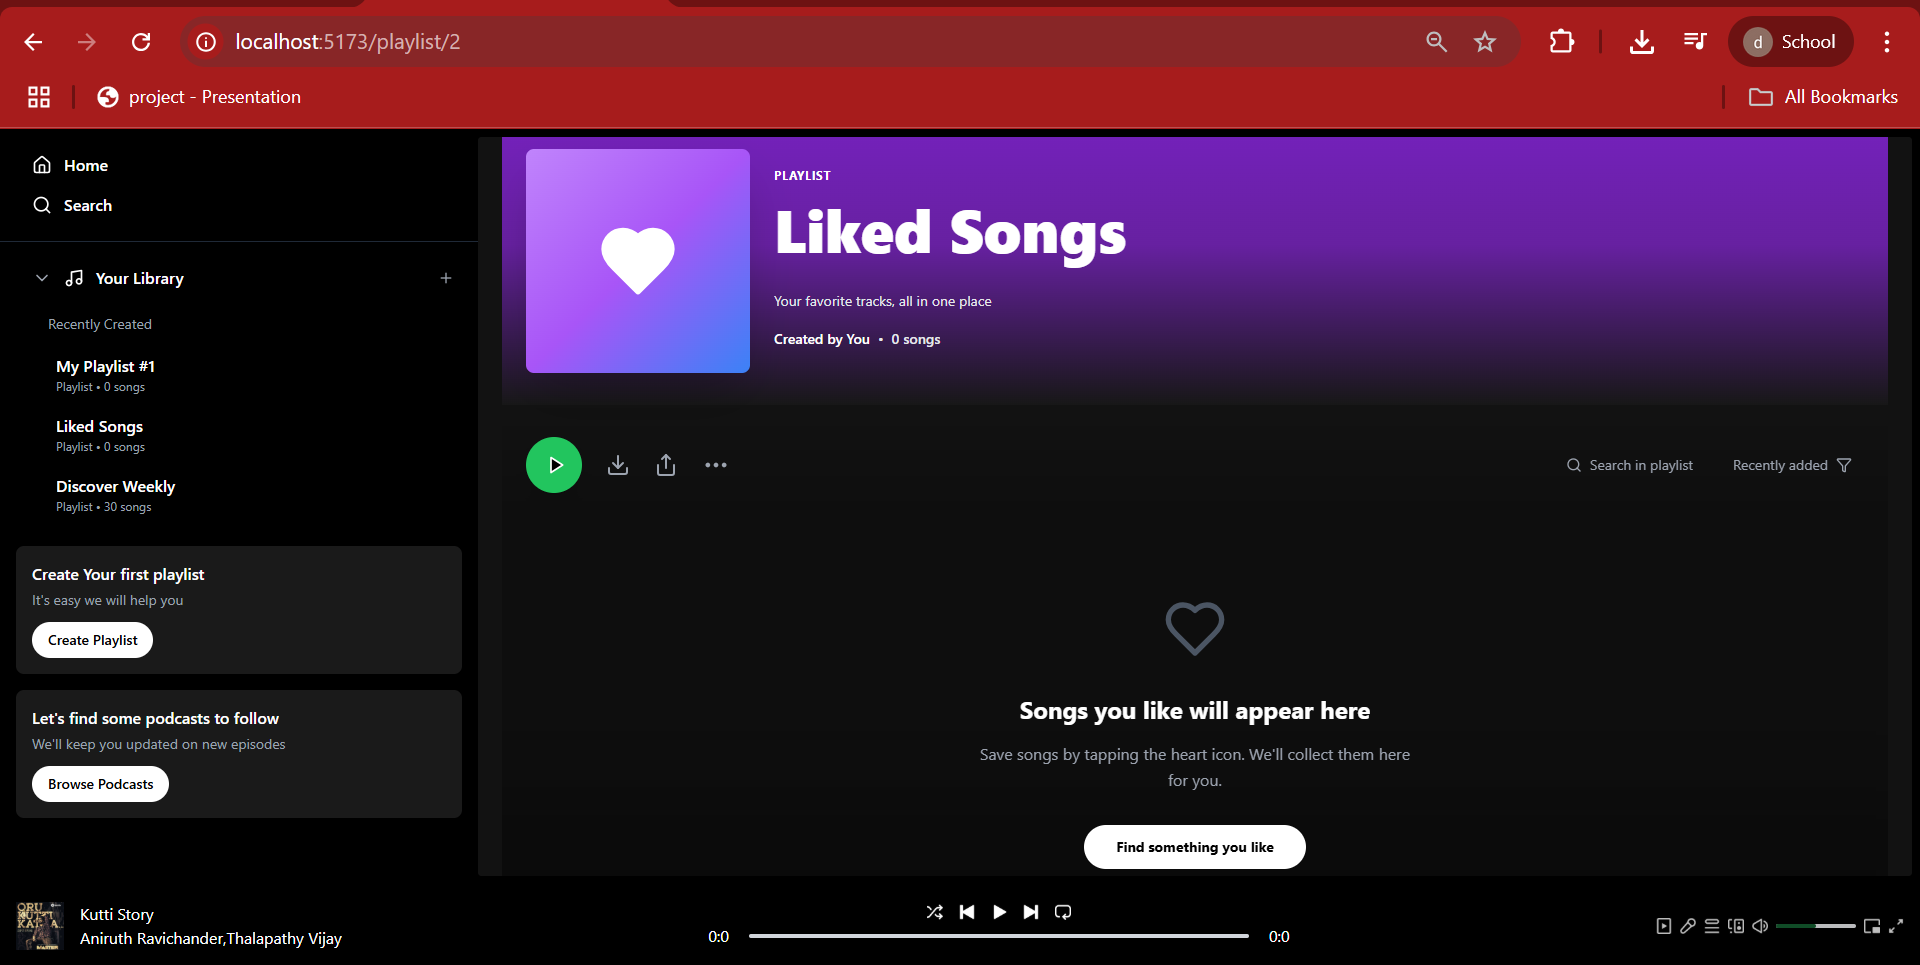 localhost:5173/playlist/2
d School
project - Presentation
All Bookmarks
Home
Search
Your Library
Recently Created
My Playlist #1
Playlist • 0 songs
Liked Songs
Playlist • 0 songs
Discover Weekly
Playlist • 30 songs
Create Your first playlist
It's easy we will help you
Create Playlist
Let's find some podcasts to follow
We'll keep you updated on new episodes
Browse Podcasts
PLAYLIST
Liked Songs
Your favorite tracks, all in one place
Created by You • 0 songs
Search in playlist
Recently added
Songs you like will appear here
Save songs by tapping the heart icon. We'll collect them here
for you.
Find something you like
ORU
KUTTI
Kutti Story
Aniruth Ravichander,Thalapathy Vijay
0:0
0:0